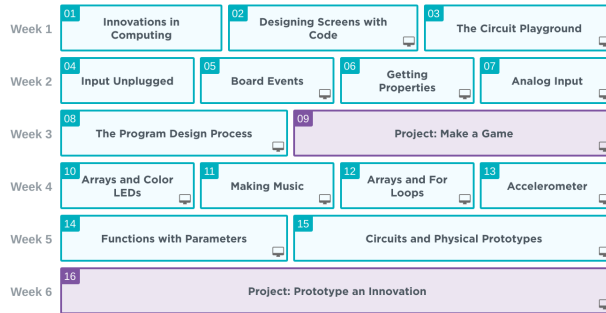 Week 1
01
Innovations in
Computing
02
Designing Screens with
Code
03
The Circuit Playground
Week 2
04
Input Unplugged
05
Board Events
06
Getting
Properties
07
Analog Input
Week 3
08
The Program Design Process
09
Project: Make a Game
Week 4
10
Arrays and Color
LEDs
11
Making Music
12
Arrays and For
Loops
13
Accelerometer
Week 5
14
Functions with Parameters
15
Circuits and Physical Prototypes
Week 6
16
Project: Prototype an Innovation